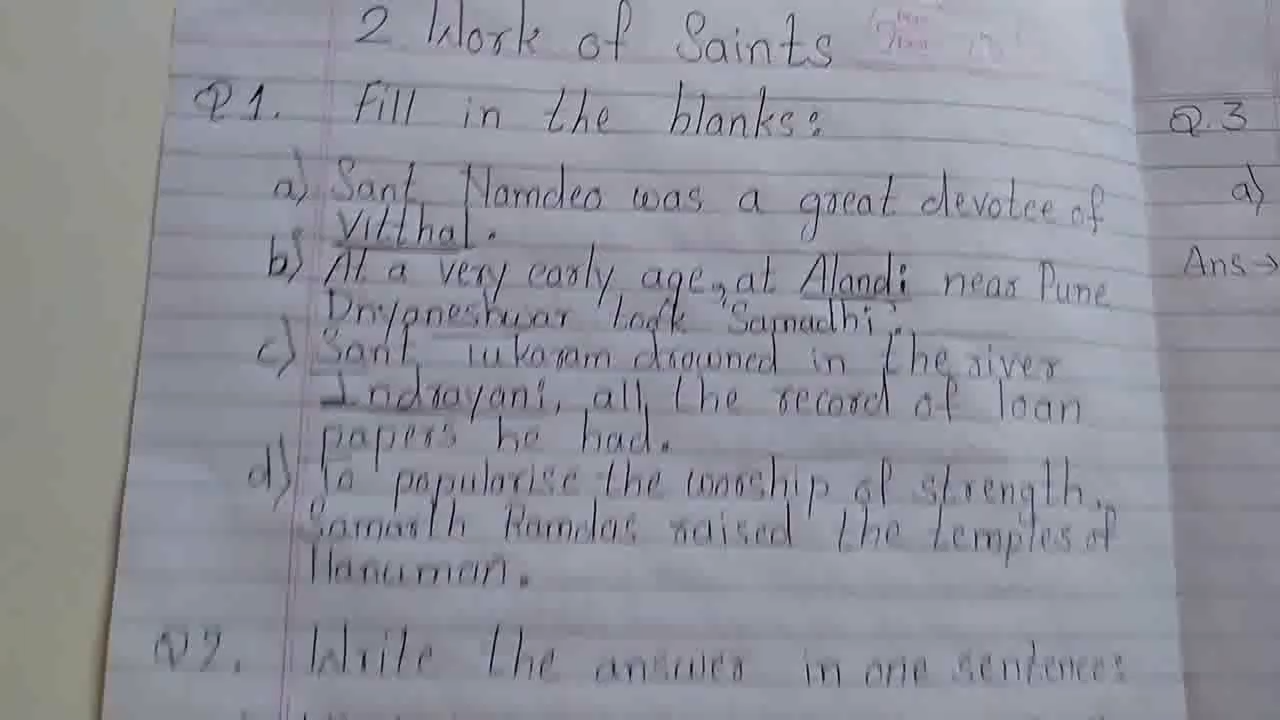 2 Work of Saints
Q1. Fill in the blanks:
a) Sant Namdeo was a great devotee of
Vitthal.
b) At a very early age, at Alandi near Pune
Dnyaneshwar took 'Samadhi'.
c) Sant Tukaram drowned in the river
Indrayani, all the record of loan
papers he had.
d) To popularise the worship of strength,
Samarth Ramdas raised the temples of
Hanuman.
Q2. Write the answer in one sentences
Q.3
a)
Ans →